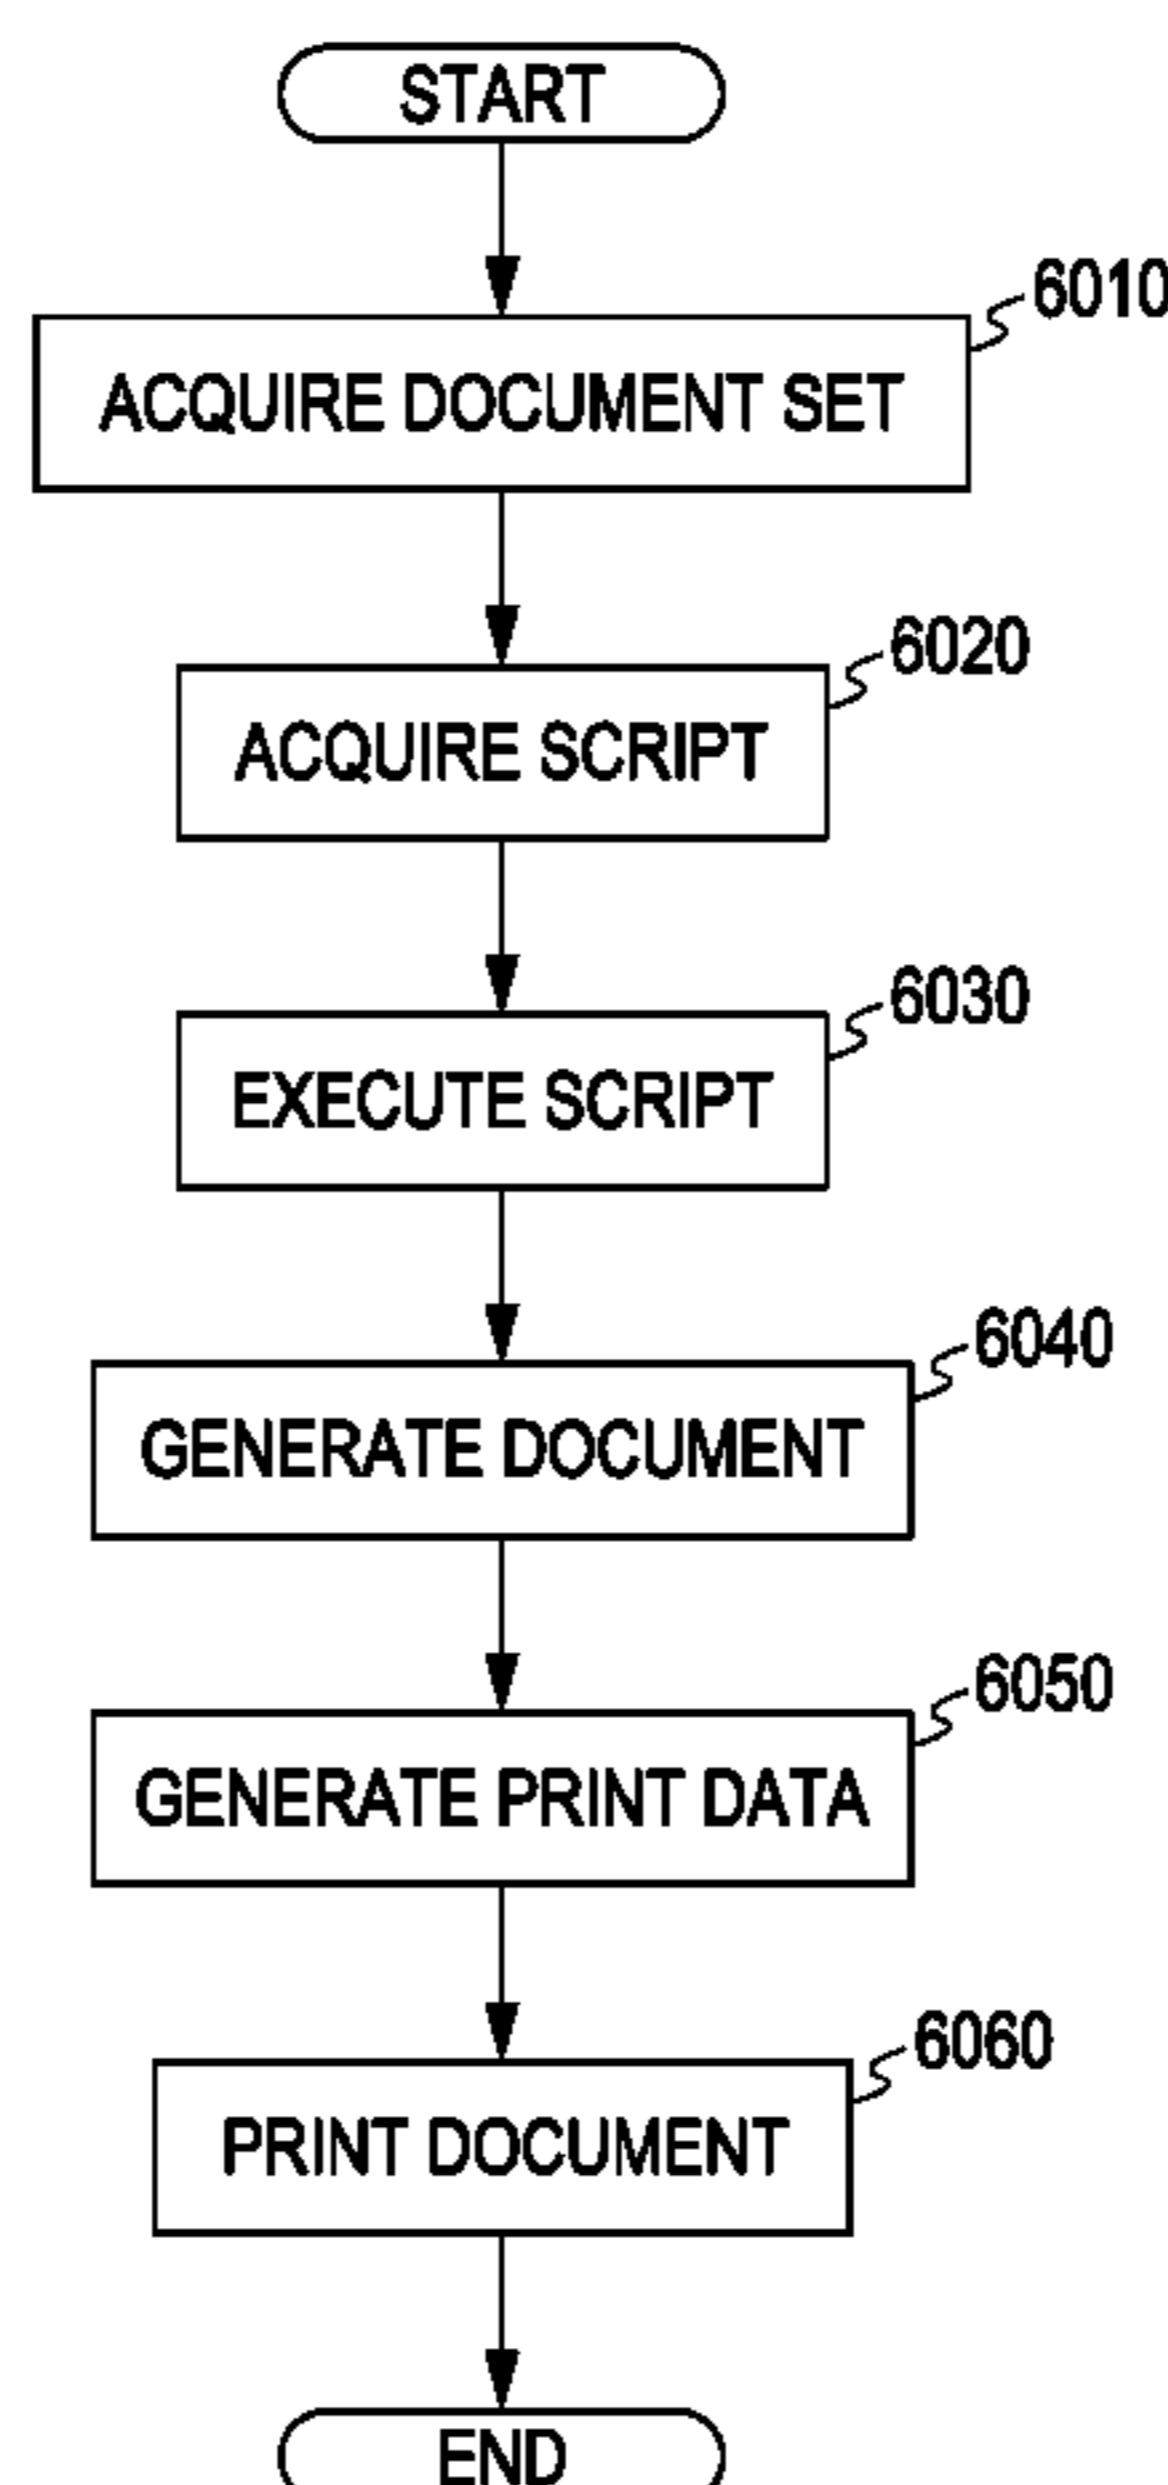 START
6010
ACQUIRE DOCUMENT SET
6020
ACQUIRE SCRIPT
6030
EXECUTE SCRIPT
6040
GENERATE DOCUMENT
6050
GENERATE PRINT DATA
6060
PRINT DOCUMENT
END